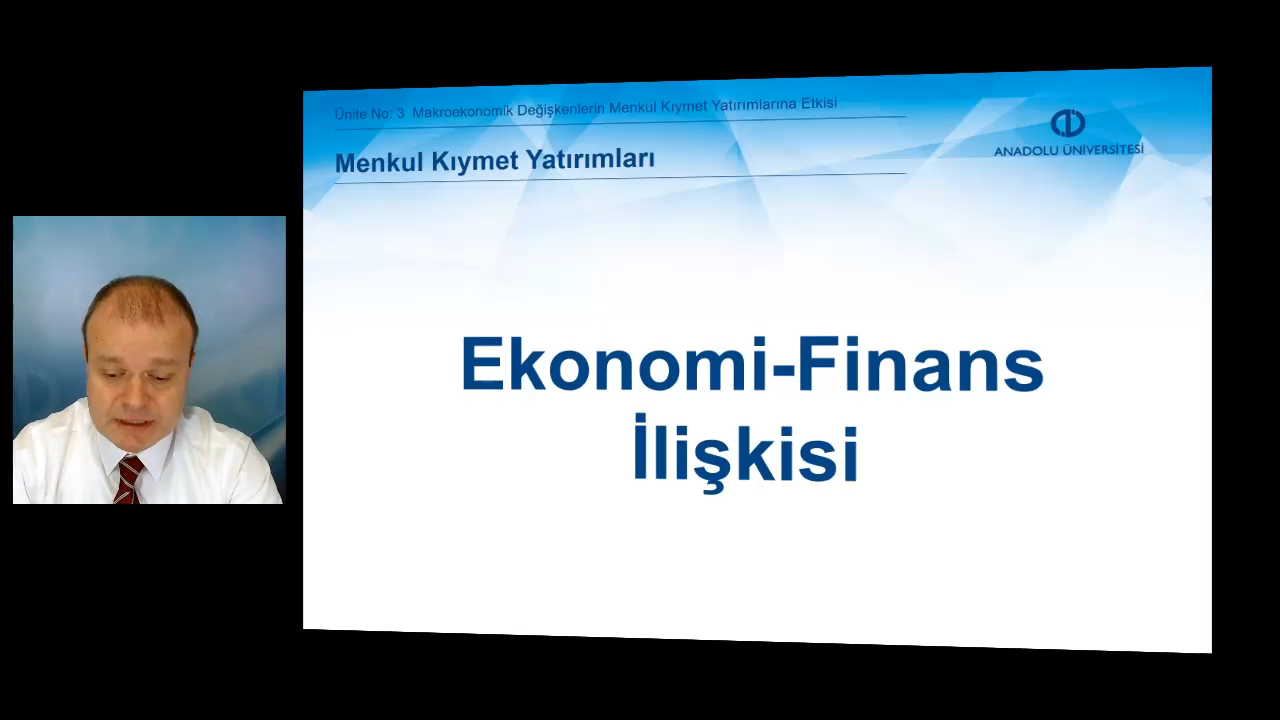 Ünite No: 3 Makroekonomik Değişkenlerin Menkul Kıymet Yatırımlarına Etkisi
Menkul Kıymet Yatırımları
ANADOLU ÜNİVERSİTESİ
Ekonomi-Finans
İlişkisi